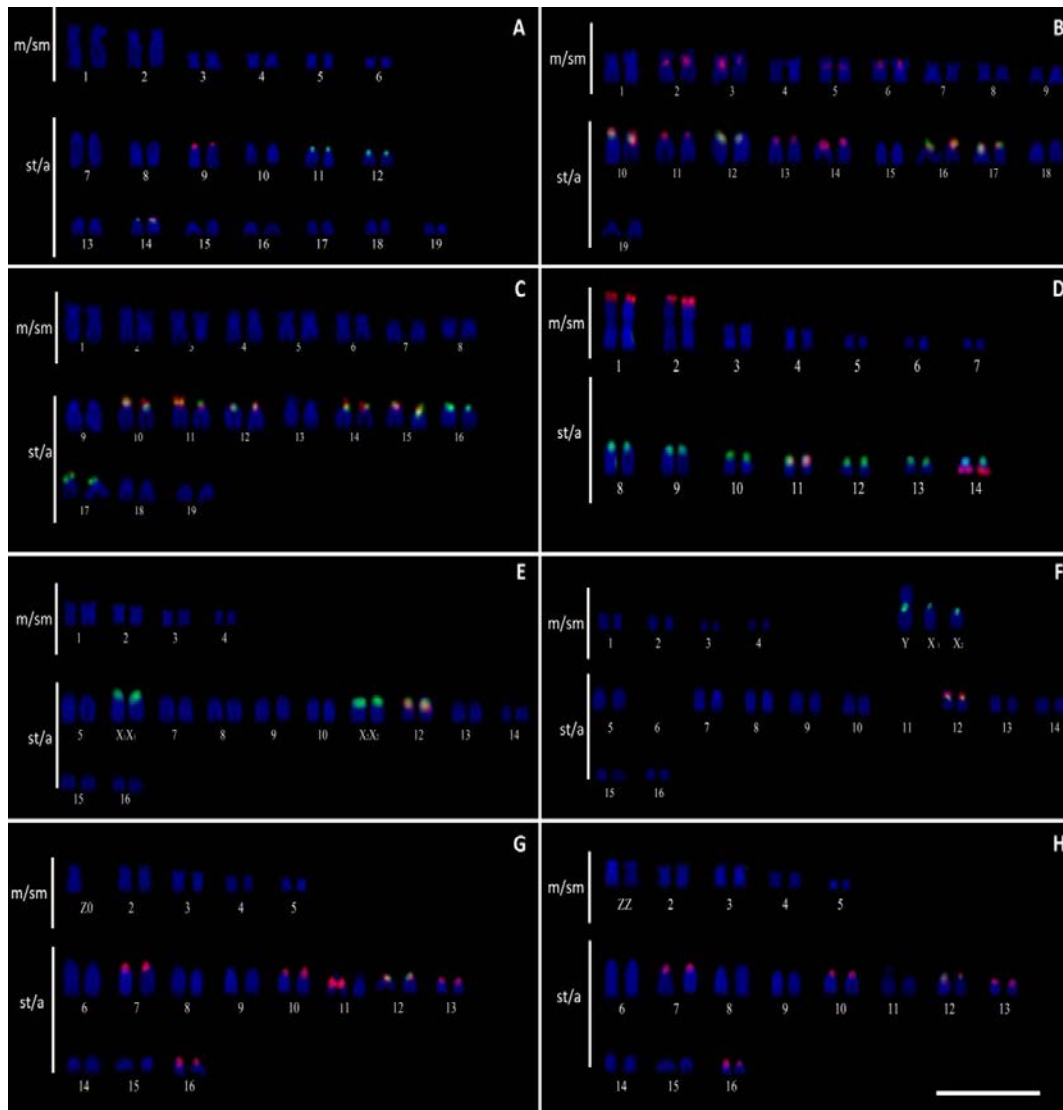 A
m/sm
1 2 3 4 5 6
st/a
7 8 9 10 11 12
13 14 15 16 17 18 19
B
m/sm
1 2 3 4 5 6 7 8 9
st/a
10 11 12 13 14 15 16 17 18
19
C
m/sm
1 2 3 4 5 6 7 8
st/a
9 10 11 12 13 14 15 16
17 18 19
D
m/sm
1 2 3 4 5 6 7
st/a
8 9 10 11 12 13 14
E
m/sm
1 2 3 4
st/a
5 X₁X₁ 7 8 9 10 X₂X₂ 12 13 14
15 16
F
m/sm
1 2 3 4 Y X₁ X₂
st/a
5 6 7 8 9 10 11 12 13 14
15 16
G
m/sm
Z0 2 3 4 5
st/a
6 7 8 9 10 11 12 13
14 15 16
H
m/sm
ZZ 2 3 4 5
st/a
6 7 8 9 10 11 12 13
14 15 16